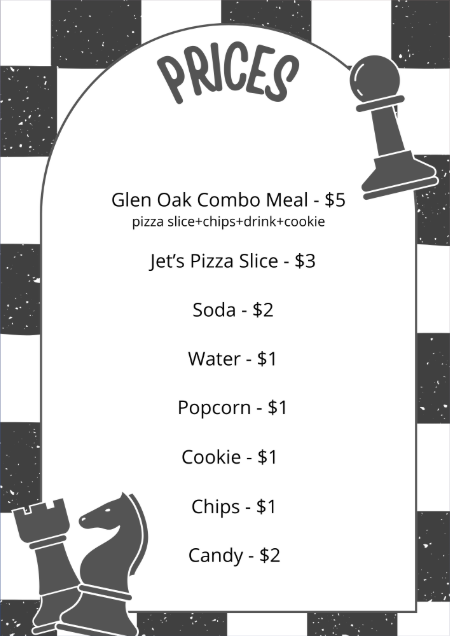 PRICES
Glen Oak Combo Meal - $5
pizza slice+chips+drink+cookie
Jet's Pizza Slice - $3
Soda - $2
Water - $1
Popcorn - $1
Cookie - $1
Chips - $1
Candy - $2